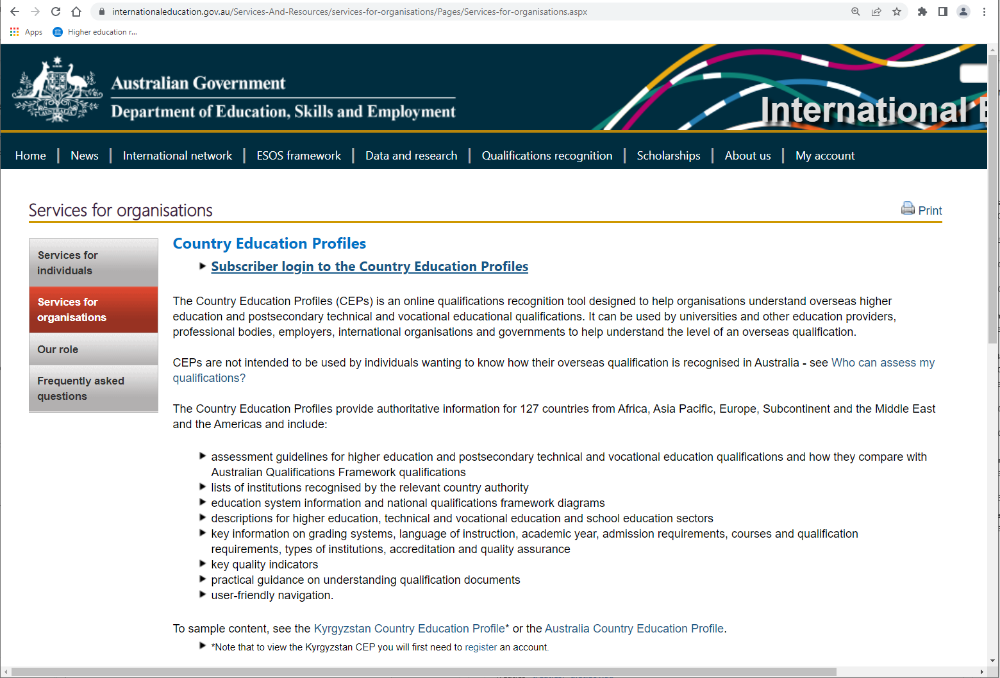 internationaleducation.gov.au/Services-And-Resources/services-for-organisations/Pages/Services-for-organisations.aspx
Apps
Higher education r...
Australian Government
Department of Education, Skills and Employment
International E
Home
News
International network
ESOS framework
Data and research
Qualifications recognition
Scholarships
About us
My account
Services for organisations
Print
Services for
individuals
Services for
organisations
Our role
Frequently asked
questions
Country Education Profiles
Subscriber login to the Country Education Profiles
The Country Education Profiles (CEPs) is an online qualifications recognition tool designed to help organisations understand overseas higher
education and postsecondary technical and vocational educational qualifications. It can be used by universities and other education providers,
professional bodies, employers, international organisations and governments to help understand the level of an overseas qualification.
CEPs are not intended to be used by individuals wanting to know how their overseas qualification is recognised in Australia - see Who can assess my
qualifications?
The Country Education Profiles provide authoritative information for 127 countries from Africa, Asia Pacific, Europe, Subcontinent and the Middle East
and the Americas and include:
assessment guidelines for higher education and postsecondary technical and vocational education qualifications and how they compare with
Australian Qualifications Framework qualifications
lists of institutions recognised by the relevant country authority
education system information and national qualifications framework diagrams
descriptions for higher education, technical and vocational education and school education sectors
key information on grading systems, language of instruction, academic year, admission requirements, courses and qualification
requirements, types of institutions, accreditation and quality assurance
key quality indicators
practical guidance on understanding qualification documents
user-friendly navigation.
To sample content, see the Kyrgyzstan Country Education Profile* or the Australia Country Education Profile.
*Note that to view the Kyrgyzstan CEP you will first need to register an account.